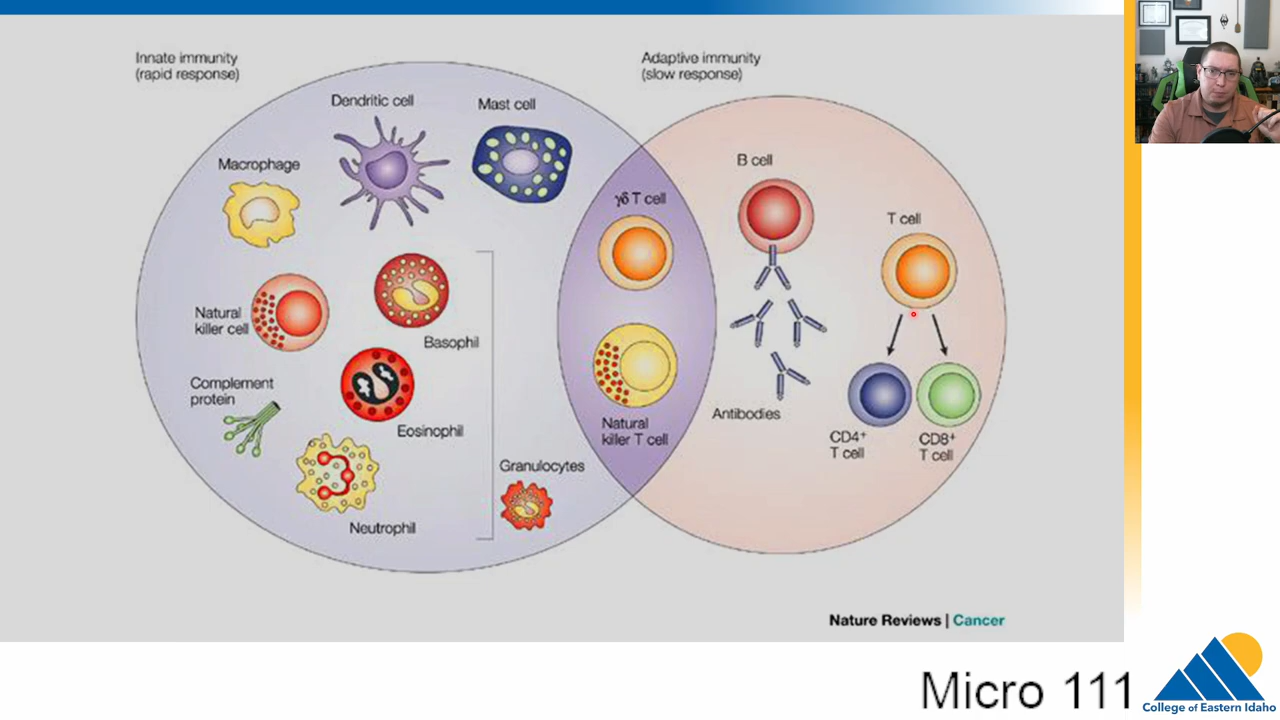 Innate immunity
(rapid response)
Adaptive immunity
(slow response)
Dendritic cell
Mast cell
Macrophage
B cell
γδ T cell
T cell
Natural
killer cell
Basophil
Complement
protein
Eosinophil
Antibodies
Natural
killer T cell
CD4+
T cell
CD8+
T cell
Granulocytes
Neutrophil
Nature Reviews | Cancer
Micro 111
College of Eastern Idaho